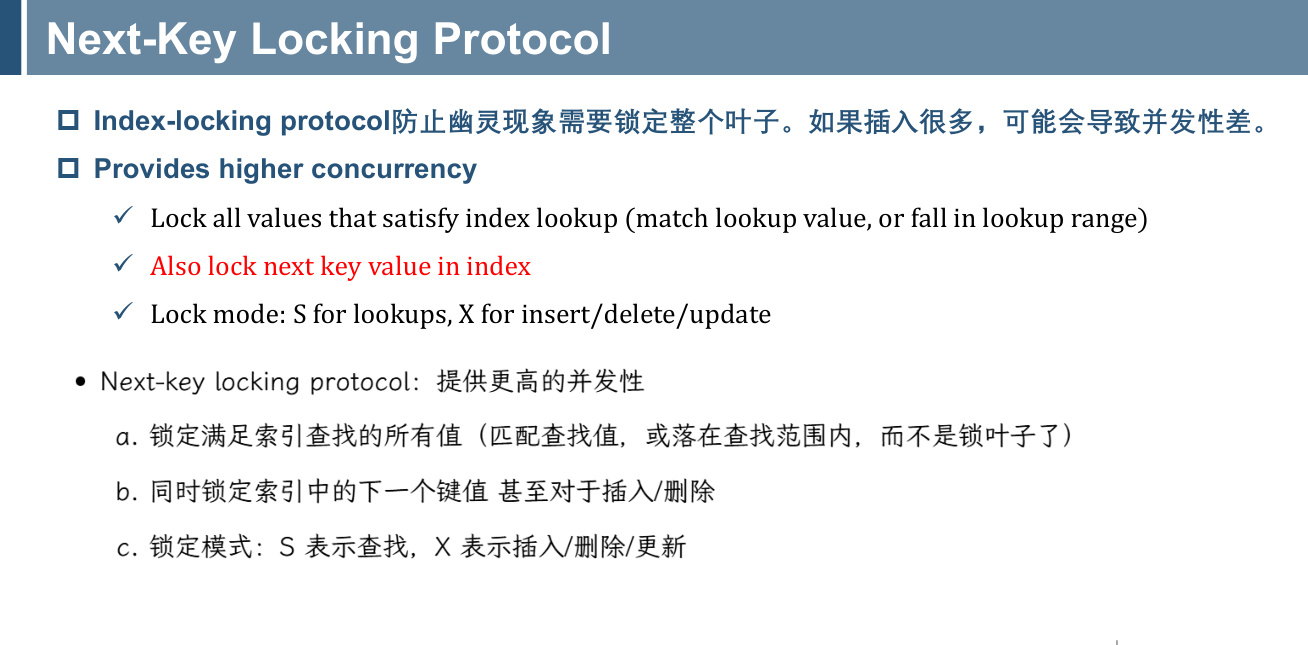 Next-Key Locking Protocol
Index-locking protocol防止幽灵现象需要锁定整个叶子。如果插入很多，可能会导致并发性差。
Provides higher concurrency
Lock all values that satisfy index lookup (match lookup value, or fall in lookup range)
Also lock next key value in index
Lock mode: S for lookups, X for insert/delete/update
Next-key locking protocol：提供更高的并发性
a. 锁定满足索引查找的所有值（匹配查找值，或落在查找范围内，而不是锁叶子了）
b. 同时锁定索引中的下一个键值 甚至对于插入/删除
c. 锁定模式：S 表示查找，X 表示插入/删除/更新